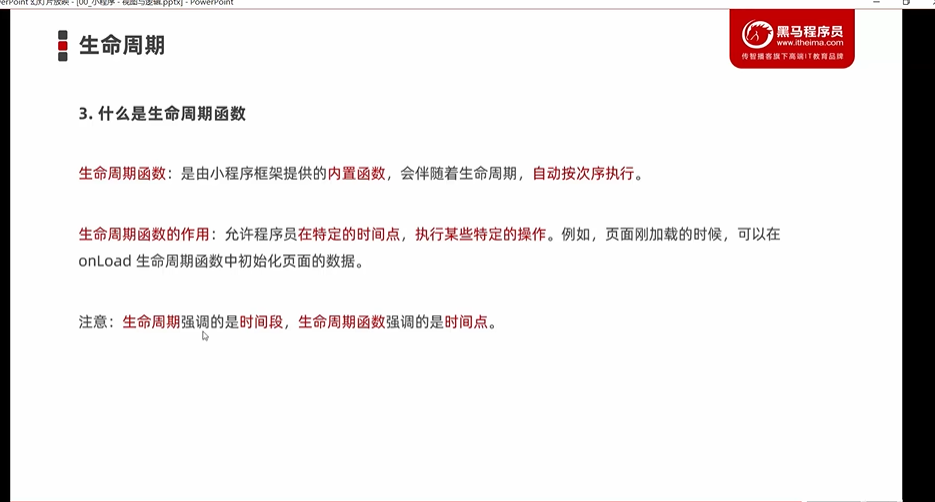 PowerPoint 幻灯片放映 - [00_小程序 - 视图与逻辑.pptx] - PowerPoint
生命周期
黑马程序员
www.itheima.com
传智播客旗下高端IT教育品牌
3. 什么是生命周期函数
生命周期函数：是由小程序框架提供的内置函数，会伴随着生命周期，自动按次序执行。
生命周期函数的作用：允许程序员在特定的时间点，执行某些特定的操作。例如，页面刚加载的时候，可以在
onLoad 生命周期函数中初始化页面的数据。
注意：生命周期强调的是时间段，生命周期函数强调的是时间点。